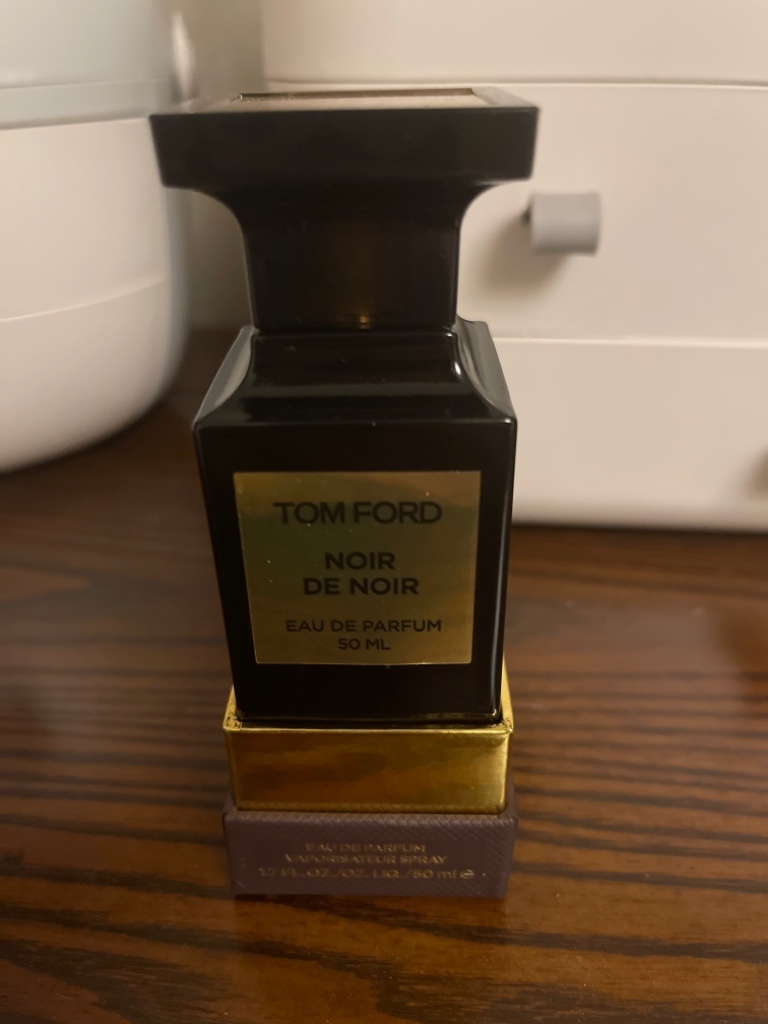 TOM FORD
NOIR
DE NOIR
EAU DE PARFUM
50 ML
EAU DE PARFUM
VAPORISATEUR SPRAY
1.7 FL.OZ./OZ.LIQ./50 ml ℮